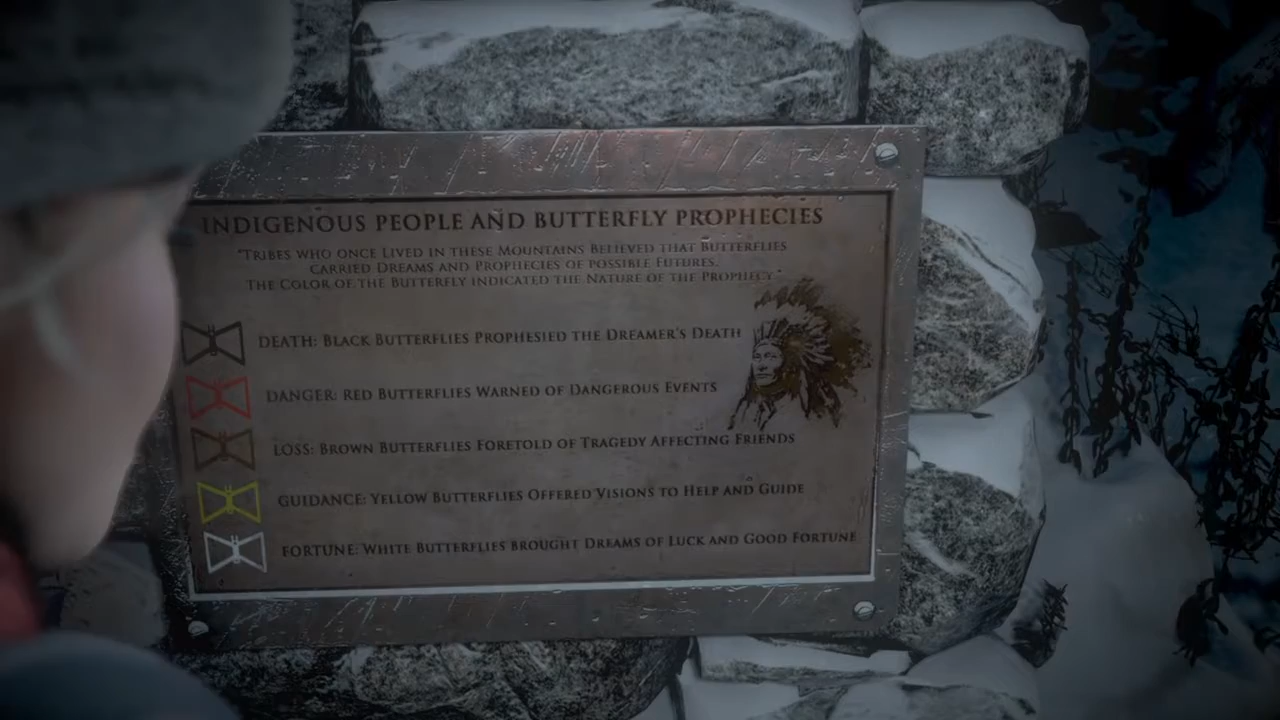 INDIGENOUS PEOPLE AND BUTTERFLY PROPHECIES
"TRIBES WHO ONCE LIVED IN THESE MOUNTAINS BELIEVED THAT BUTTERFLIES
CARRIED DREAMS AND PROPHECIES OF POSSIBLE FUTURES.
THE COLOR OF THE BUTTERFLY INDICATED THE NATURE OF THE PROPHECY"
DEATH: BLACK BUTTERFLIES PROPHESIED THE DREAMER'S DEATH
DANGER: RED BUTTERFLIES WARNED OF DANGEROUS EVENTS
LOSS: BROWN BUTTERFLIES FORETOLD OF TRAGEDY AFFECTING FRIENDS
GUIDANCE: YELLOW BUTTERFLIES OFFERED VISIONS TO HELP AND GUIDE
FORTUNE: WHITE BUTTERFLIES BROUGHT DREAMS OF LUCK AND GOOD FORTUNE